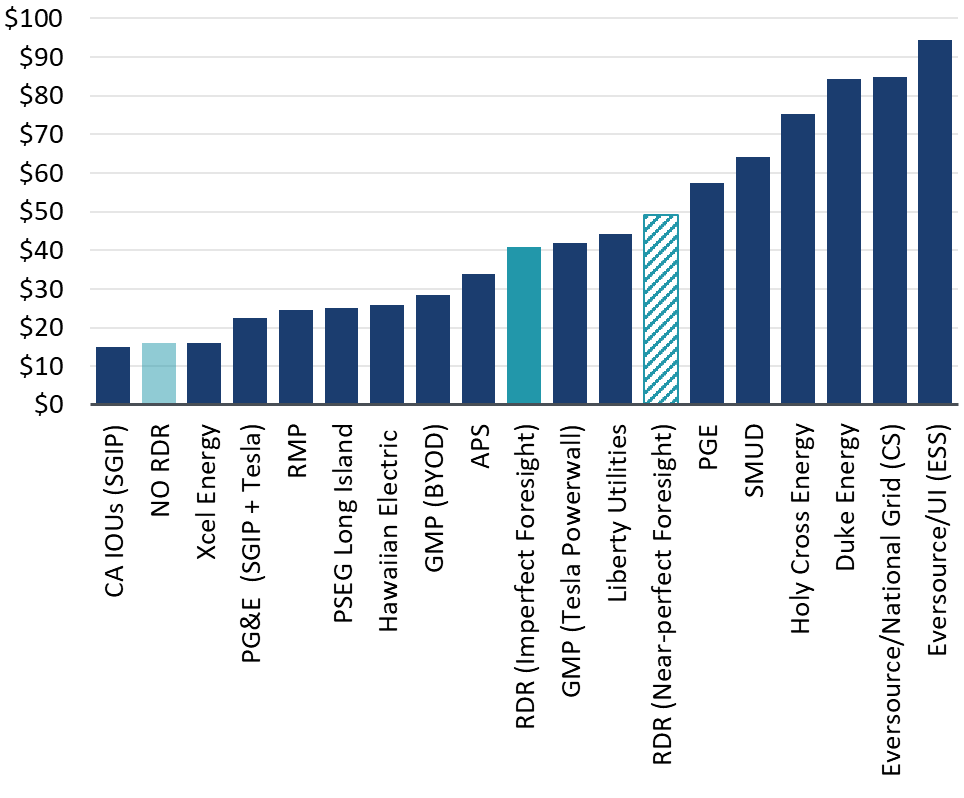 $100
$90
$80
$70
$60
$50
$40
$30
$20
$10
$0
CA IOUs (SGIP)
NO RDR
Xcel Energy
PG&E  (SGIP + Tesla)
RMP
PSEG Long Island
Hawaiian Electric
GMP (BYOD)
APS
RDR (Imperfect Foresight)
GMP (Tesla Powerwall)
Liberty Utilities
RDR (Near-perfect Foresight)
PGE
SMUD
Holy Cross Energy
Duke Energy
Eversource/National Grid (CS)
Eversource/UI (ESS)